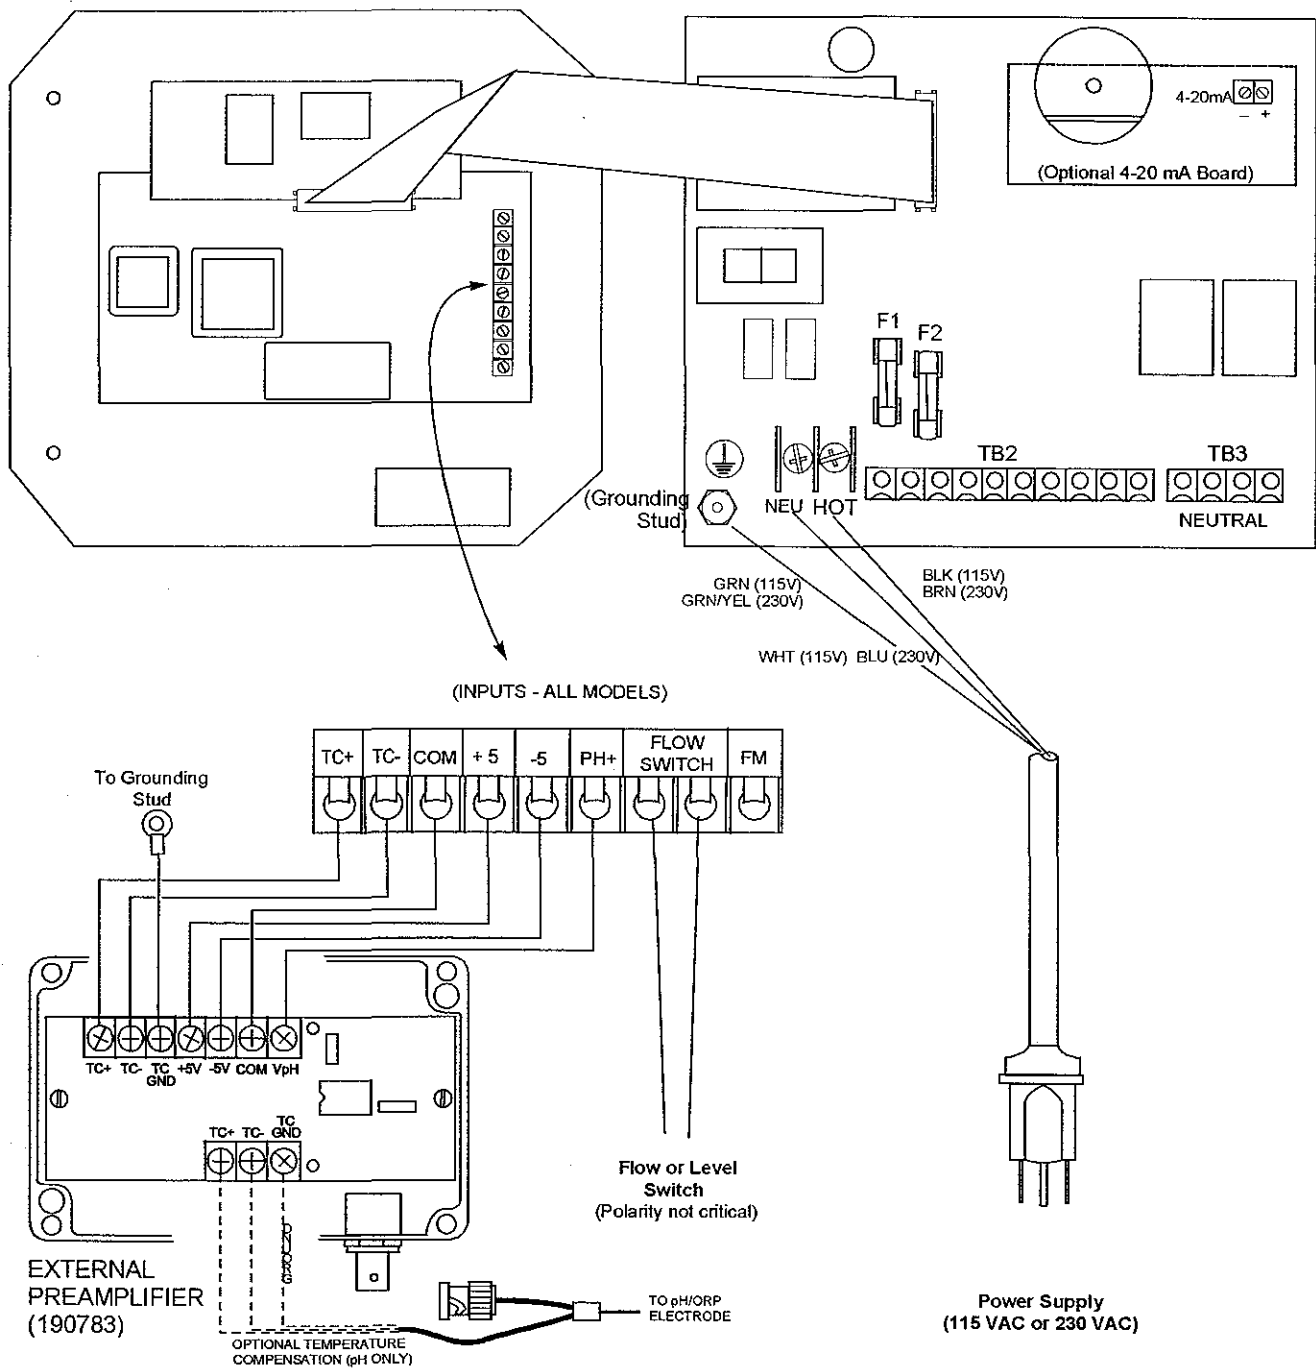 4-20mA
– +
(Optional 4-20 mA Board)
F1
F2
TB2
TB3
(Grounding
Stud)
NEU HOT
NEUTRAL
GRN (115V)
GRN/YEL (230V)
BLK (115V)
BRN (230V)
WHT (115V) BLU (230V)
(INPUTS - ALL MODELS)
TC+ TC- COM + 5 -5 PH+ FLOW
SWITCH FM
To Grounding
Stud
TC+ TC- TC
GND +5V -5V COM VpH
TC+ TC- TC
GND
GROUND
Flow or Level
Switch
(Polarity not critical)
EXTERNAL
PREAMPLIFIER
(190783)
TO pH/ORP
ELECTRODE
OPTIONAL TEMPERATURE
COMPENSATION (pH ONLY)
Power Supply
(115 VAC or 230 VAC)